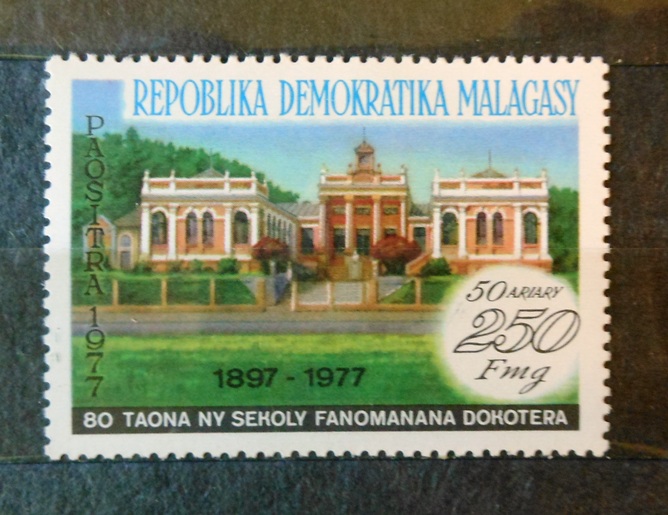 REPOBLIKA DEMOKRATIKA MALAGASY
PAOSITRA 1977
50 ARIARY
250
Fmg
1897 - 1977
80 TAONA NY SEKOLY FANOMANANA DOKOTERA